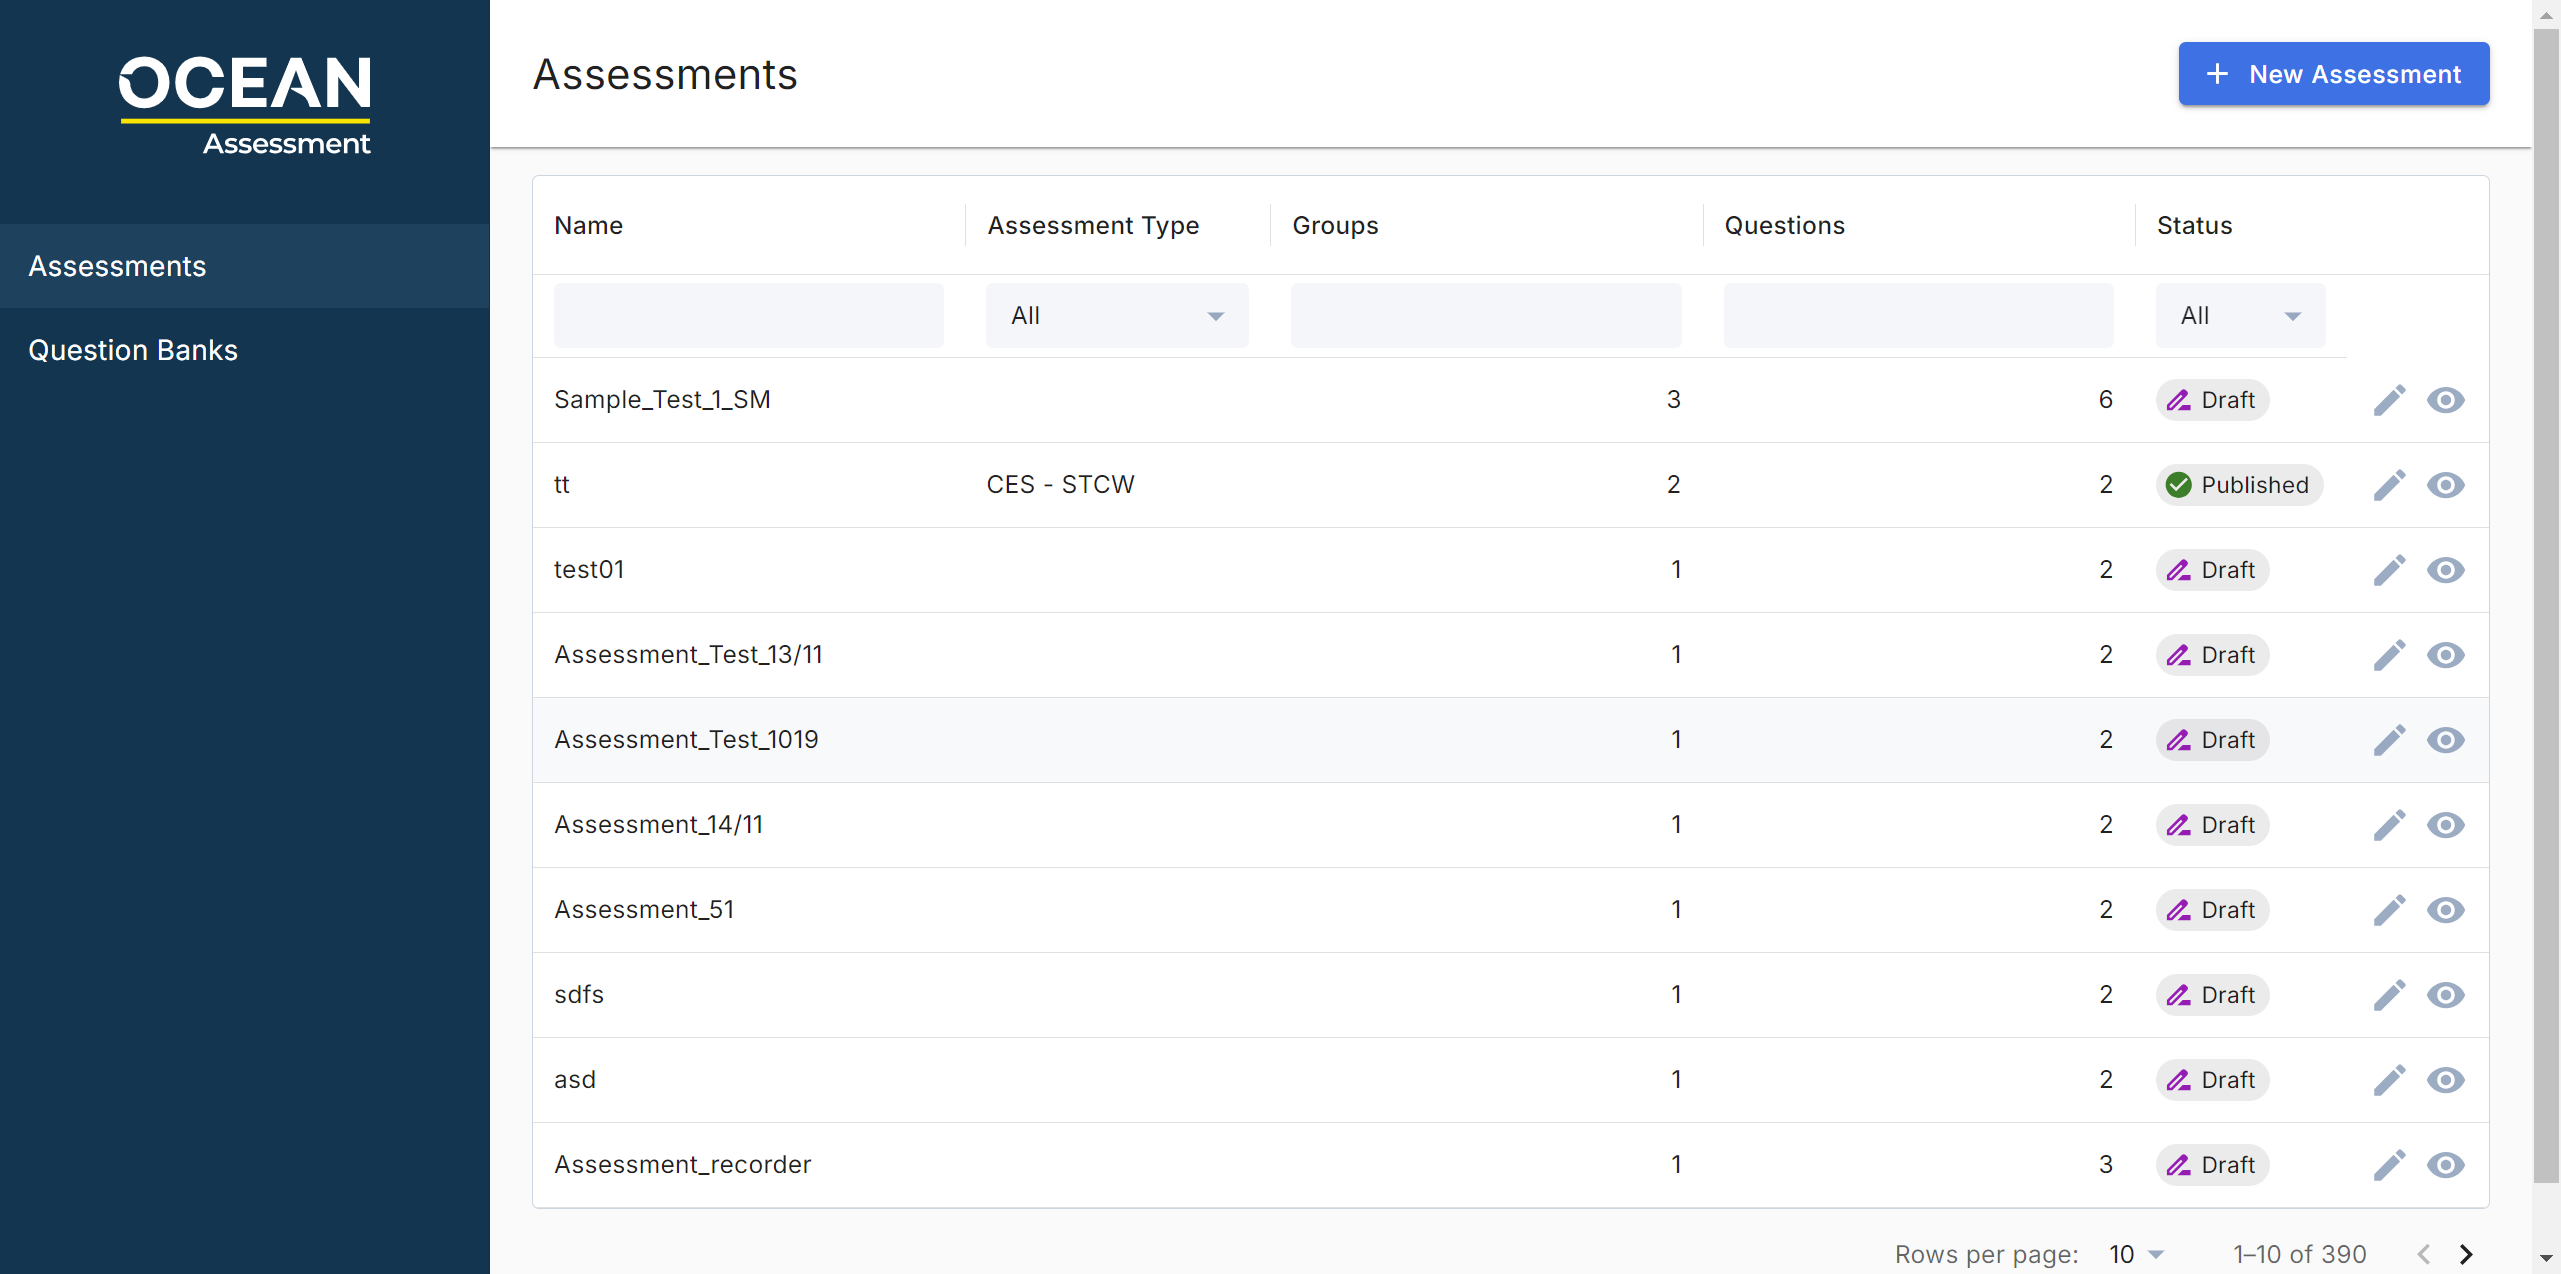 OCEAN
Assessment
Assessments
Question Banks
Assessments
+ New Assessment
Name Assessment Type Groups Questions Status
All All
Sample_Test_1_SM 3 6 Draft
tt CES - STCW 2 2 Published
test01 1 2 Draft
Assessment_Test_13/11 1 2 Draft
Assessment_Test_1019 1 2 Draft
Assessment_14/11 1 2 Draft
Assessment_51 1 2 Draft
sdfs 1 2 Draft
asd 1 2 Draft
Assessment_recorder 1 3 Draft
Rows per page: 10 1–10 of 390